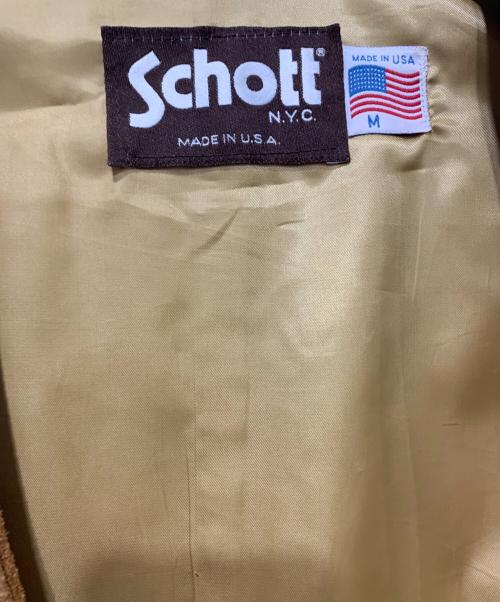 Schott®
N.Y.C.
MADE IN U.S.A.
MADE IN USA
M